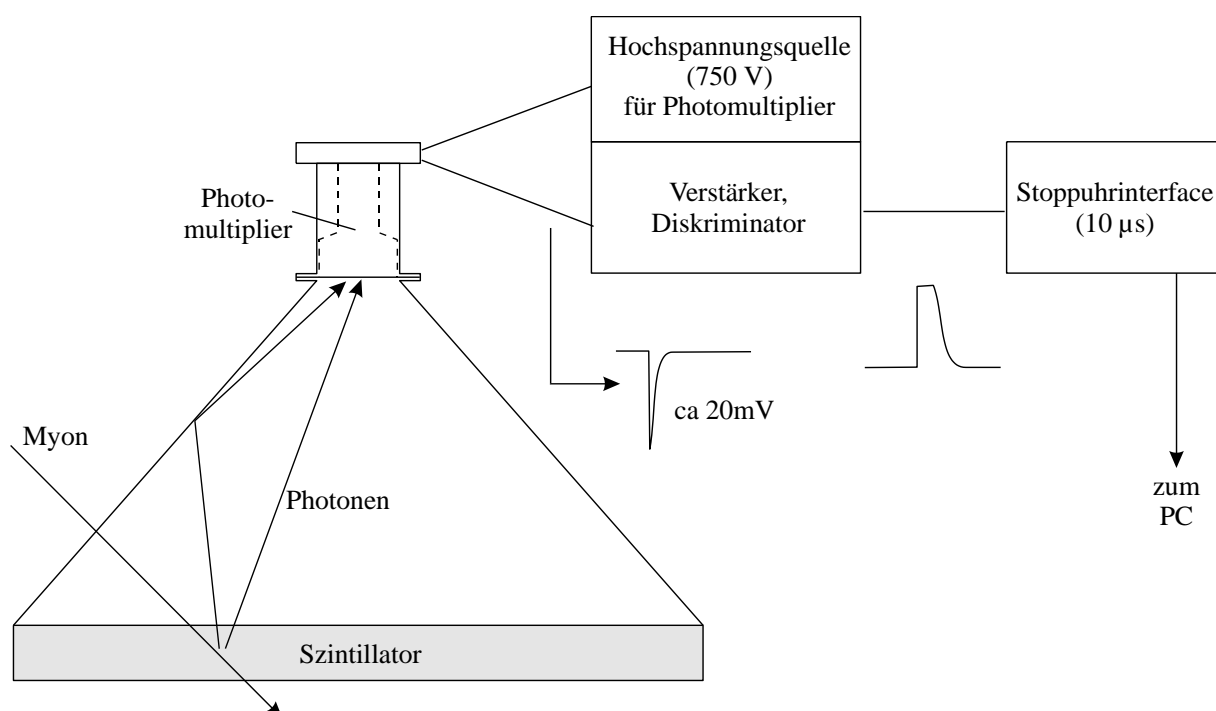 Hochspannungsquelle
(750 V)
für Photomultiplier
Photo-
multiplier
Verstärker,
Diskriminator
Stoppuhrinterface
(10 µs)
ca 20mV
Myon
Photonen
zum
PC
Szintillator